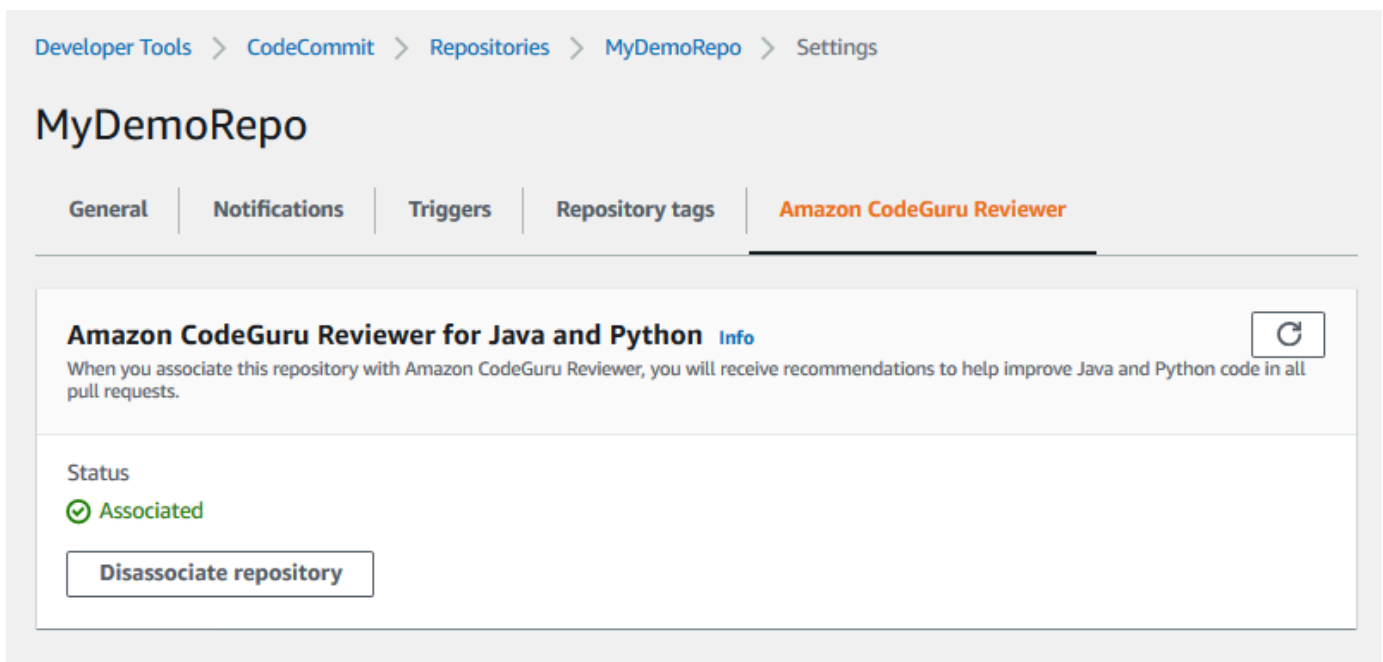 Developer Tools > CodeCommit > Repositories > MyDemoRepo > Settings
MyDemoRepo
General Notifications Triggers Repository tags Amazon CodeGuru Reviewer
Amazon CodeGuru Reviewer for Java and Python Info
When you associate this repository with Amazon CodeGuru Reviewer, you will receive recommendations to help improve Java and Python code in all
pull requests.
Status
Associated
Disassociate repository